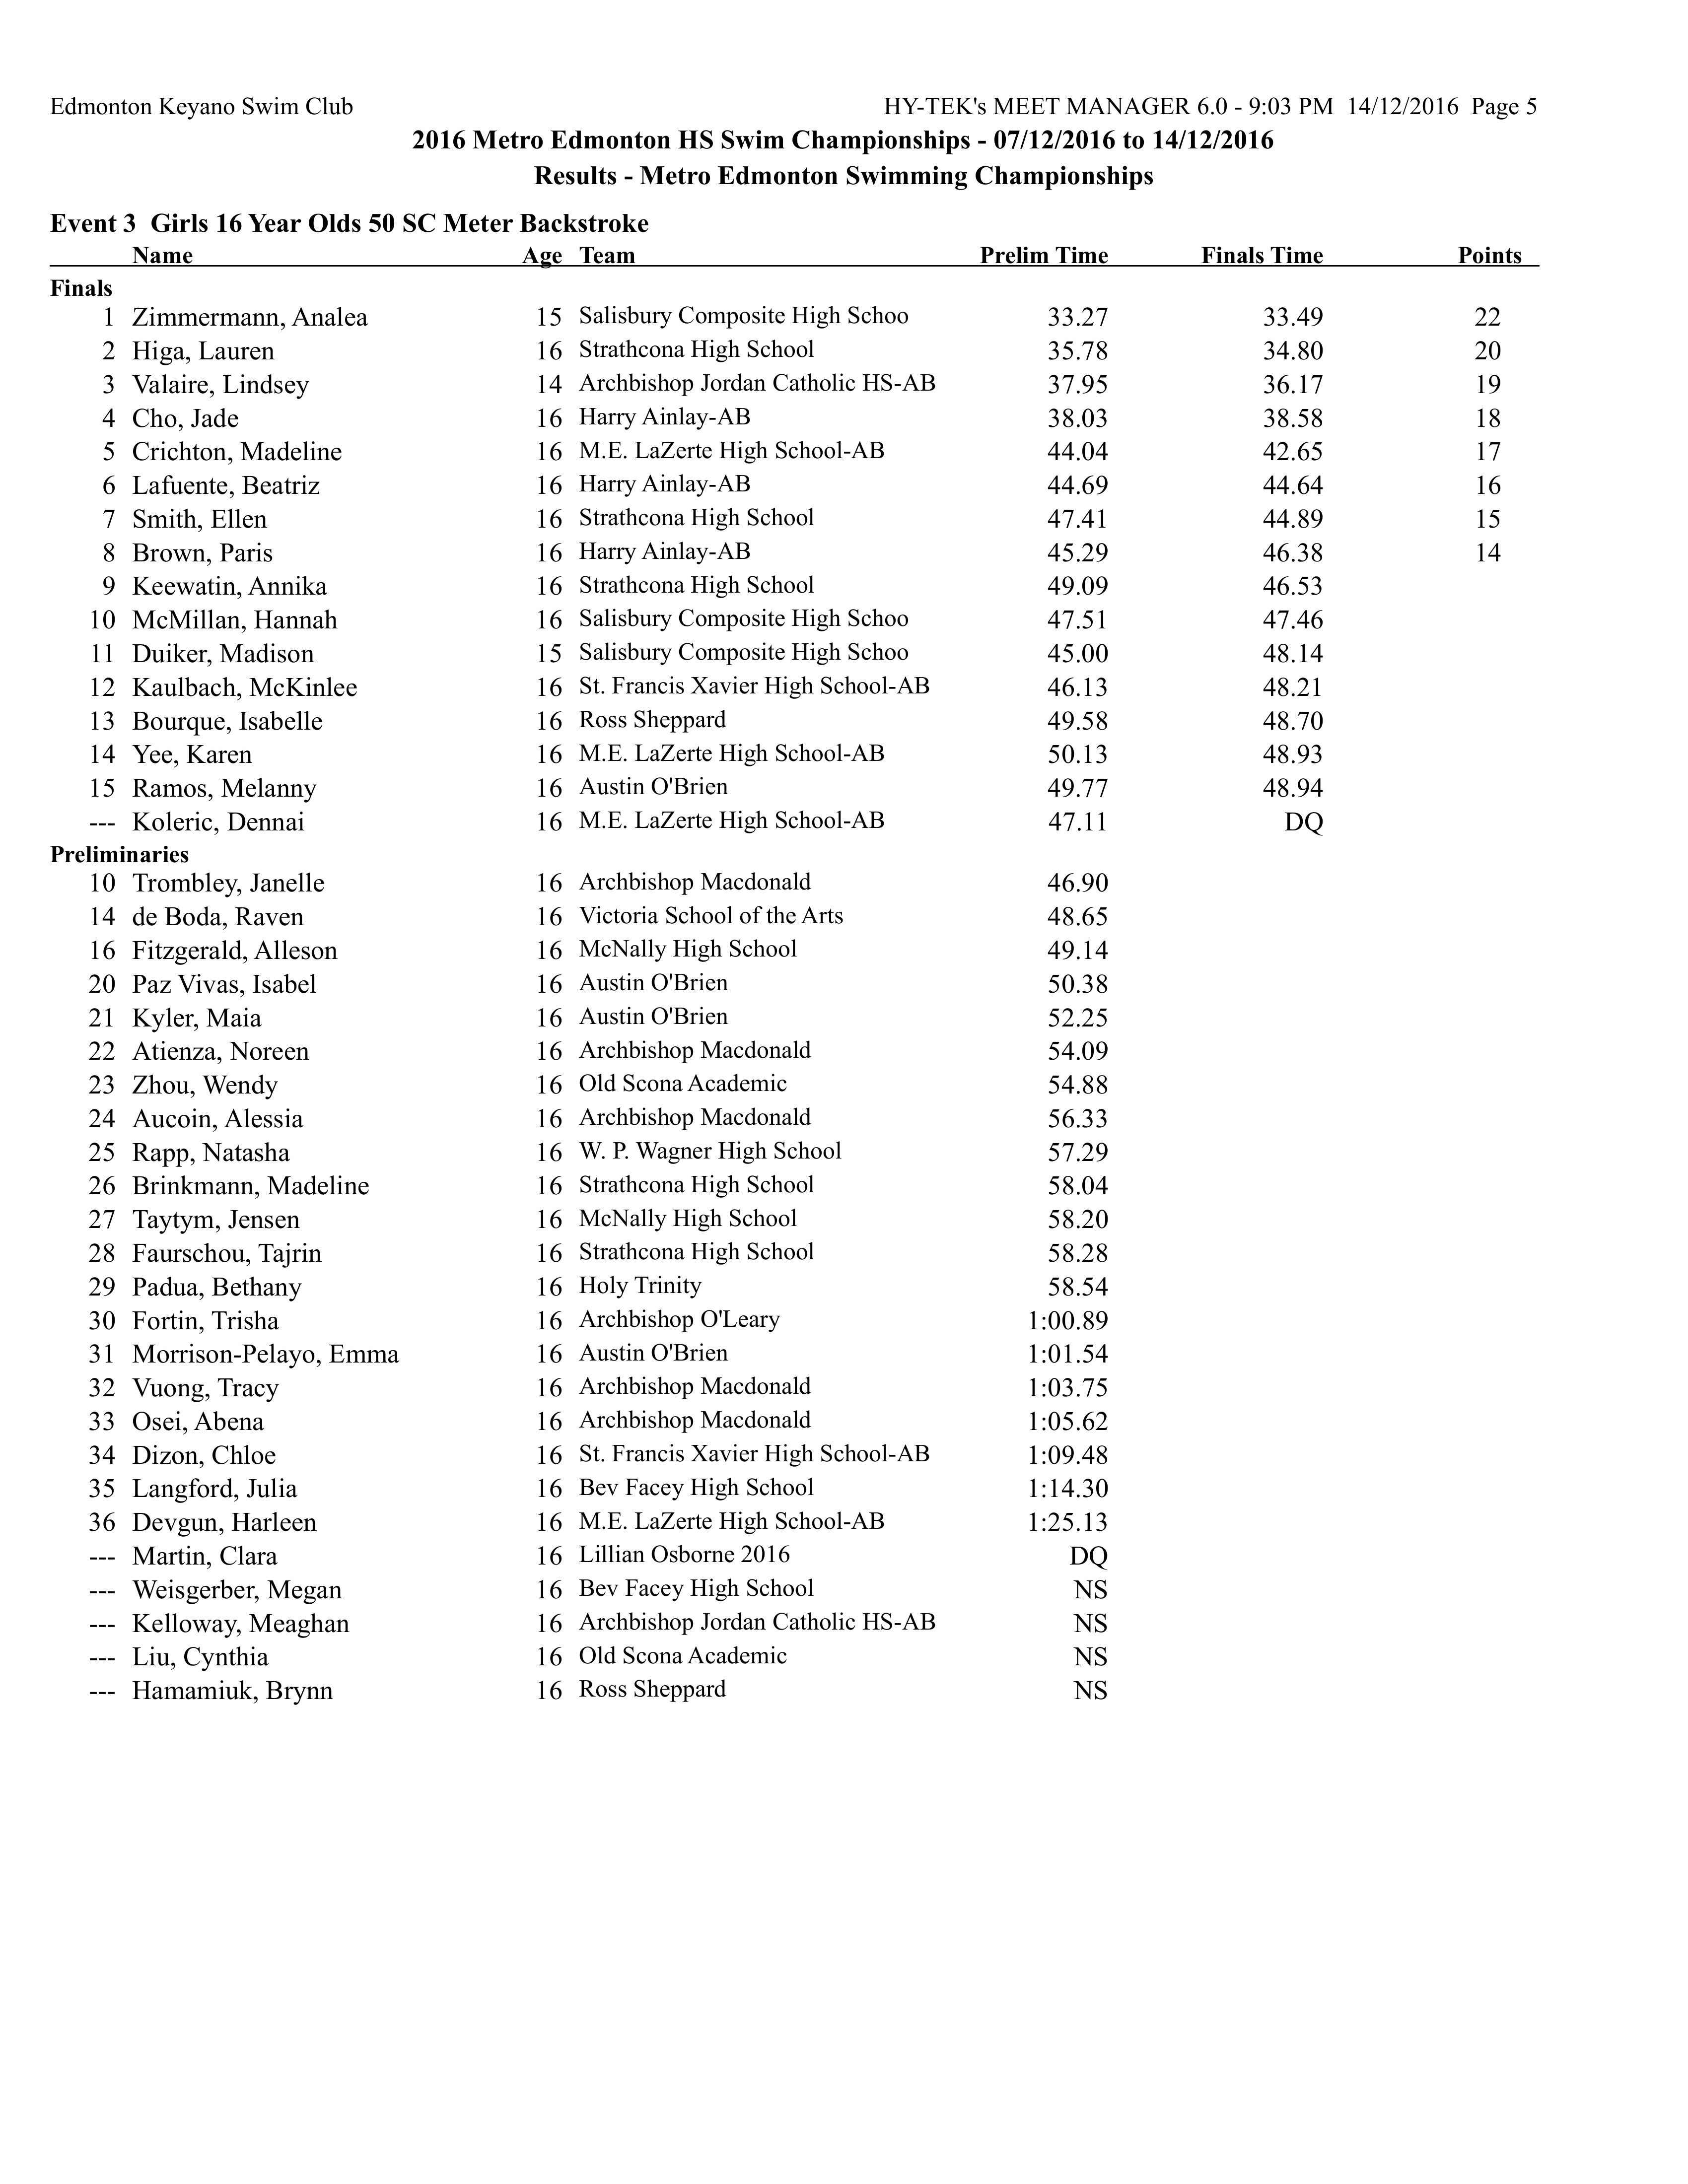 Edmonton Keyano Swim Club HY-TEK's MEET MANAGER 6.0 - 9:03 PM 14/12/2016 Page 5
2016 Metro Edmonton HS Swim Championships - 07/12/2016 to 14/12/2016
Results - Metro Edmonton Swimming Championships
Event 3 Girls 16 Year Olds 50 SC Meter Backstroke
Name Age Team Prelim Time Finals Time Points
Finals
1 Zimmermann, Analea 15 Salisbury Composite High Schoo 33.27 33.49 22
2 Higa, Lauren 16 Strathcona High School 35.78 34.80 20
3 Valaire, Lindsey 14 Archbishop Jordan Catholic HS-AB 37.95 36.17 19
4 Cho, Jade 16 Harry Ainlay-AB 38.03 38.58 18
5 Crichton, Madeline 16 M.E. LaZerte High School-AB 44.04 42.65 17
6 Lafuente, Beatriz 16 Harry Ainlay-AB 44.69 44.64 16
7 Smith, Ellen 16 Strathcona High School 47.41 44.89 15
8 Brown, Paris 16 Harry Ainlay-AB 45.29 46.38 14
9 Keewatin, Annika 16 Strathcona High School 49.09 46.53
10 McMillan, Hannah 16 Salisbury Composite High Schoo 47.51 47.46
11 Duiker, Madison 15 Salisbury Composite High Schoo 45.00 48.14
12 Kaulbach, McKinlee 16 St. Francis Xavier High School-AB 46.13 48.21
13 Bourque, Isabelle 16 Ross Sheppard 49.58 48.70
14 Yee, Karen 16 M.E. LaZerte High School-AB 50.13 48.93
15 Ramos, Melanny 16 Austin O'Brien 49.77 48.94
--- Koleric, Dennai 16 M.E. LaZerte High School-AB 47.11 DQ
Preliminaries
10 Trombley, Janelle 16 Archbishop Macdonald 46.90
14 de Boda, Raven 16 Victoria School of the Arts 48.65
16 Fitzgerald, Alleson 16 McNally High School 49.14
20 Paz Vivas, Isabel 16 Austin O'Brien 50.38
21 Kyler, Maia 16 Austin O'Brien 52.25
22 Atienza, Noreen 16 Archbishop Macdonald 54.09
23 Zhou, Wendy 16 Old Scona Academic 54.88
24 Aucoin, Alessia 16 Archbishop Macdonald 56.33
25 Rapp, Natasha 16 W. P. Wagner High School 57.29
26 Brinkmann, Madeline 16 Strathcona High School 58.04
27 Taytym, Jensen 16 McNally High School 58.20
28 Faurschou, Tajrin 16 Strathcona High School 58.28
29 Padua, Bethany 16 Holy Trinity 58.54
30 Fortin, Trisha 16 Archbishop O'Leary 1:00.89
31 Morrison-Pelayo, Emma 16 Austin O'Brien 1:01.54
32 Vuong, Tracy 16 Archbishop Macdonald 1:03.75
33 Osei, Abena 16 Archbishop Macdonald 1:05.62
34 Dizon, Chloe 16 St. Francis Xavier High School-AB 1:09.48
35 Langford, Julia 16 Bev Facey High School 1:14.30
36 Devgun, Harleen 16 M.E. LaZerte High School-AB 1:25.13
--- Martin, Clara 16 Lillian Osborne 2016 DQ
--- Weisgerber, Megan 16 Bev Facey High School NS
--- Kelloway, Meaghan 16 Archbishop Jordan Catholic HS-AB NS
--- Liu, Cynthia 16 Old Scona Academic NS
--- Hamamiuk, Brynn 16 Ross Sheppard NS